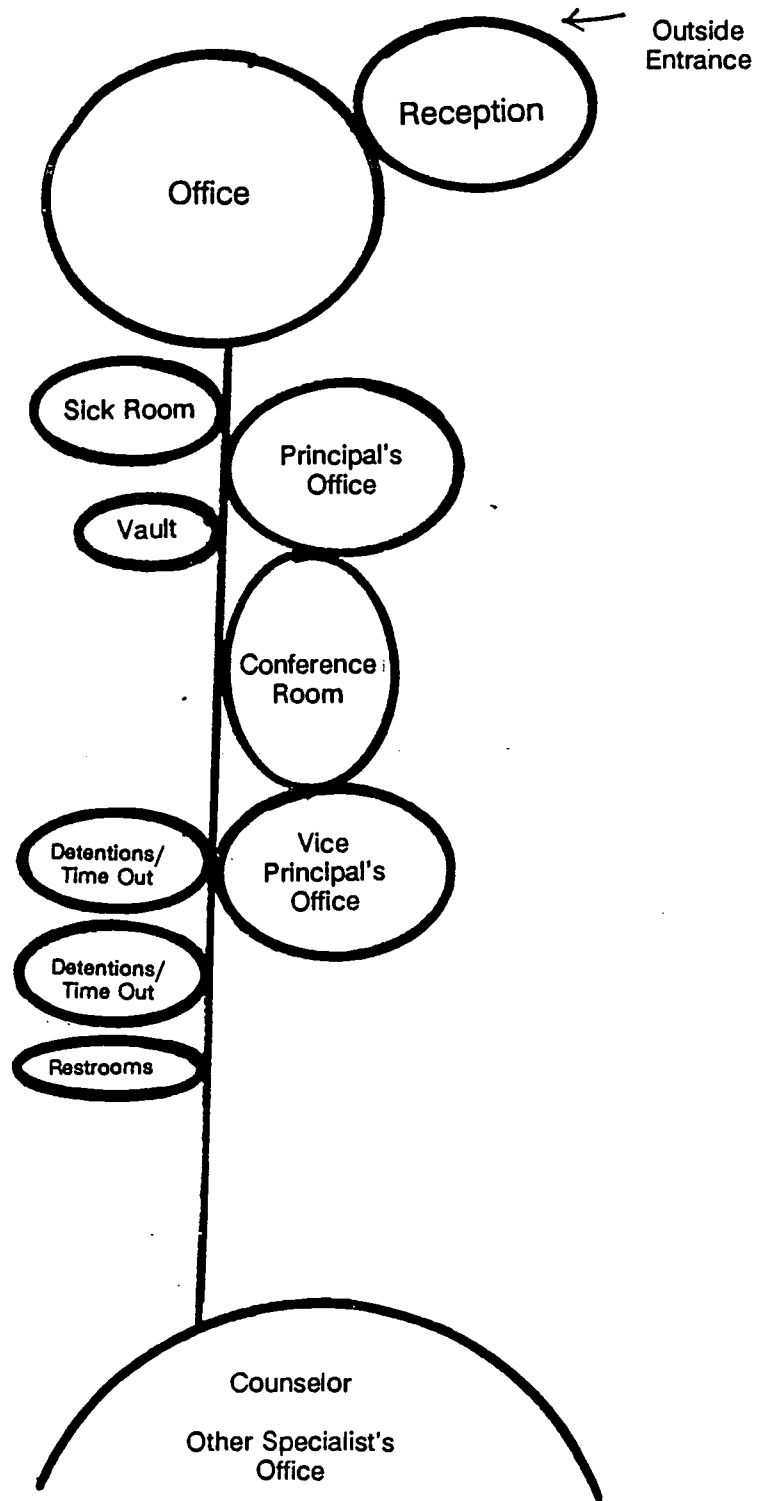 Outside
Entrance
Reception
Office
Sick Room
Principal's
Office
Vault
Conference
Room
Vice
Principal's
Office
Detentions/
Time Out
Detentions/
Time Out
Restrooms
Counselor
Other Specialist's
Office